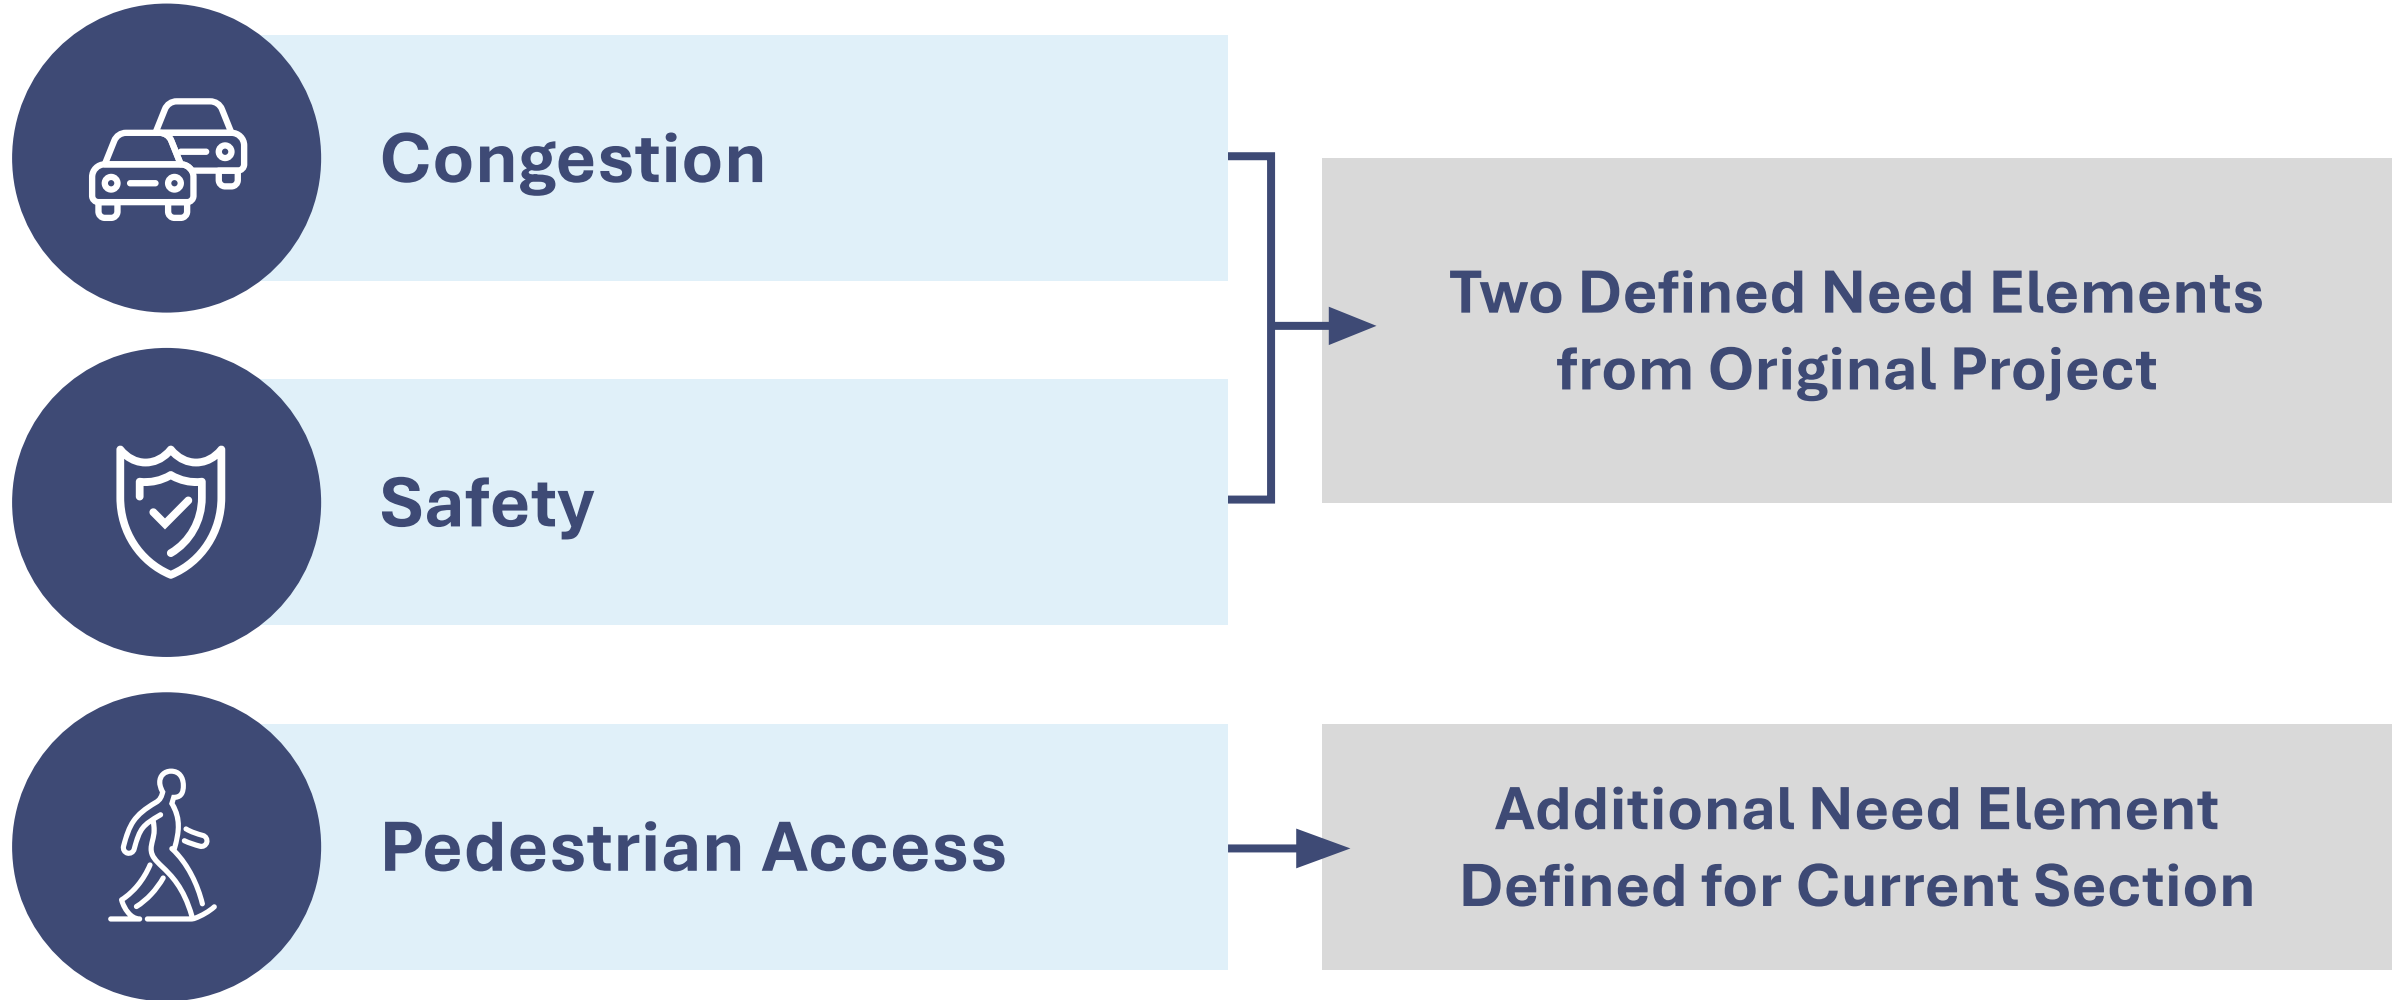 Congestion
Safety
Two Defined Need Elements
from Original Project
Pedestrian Access
Additional Need Element
Defined for Current Section